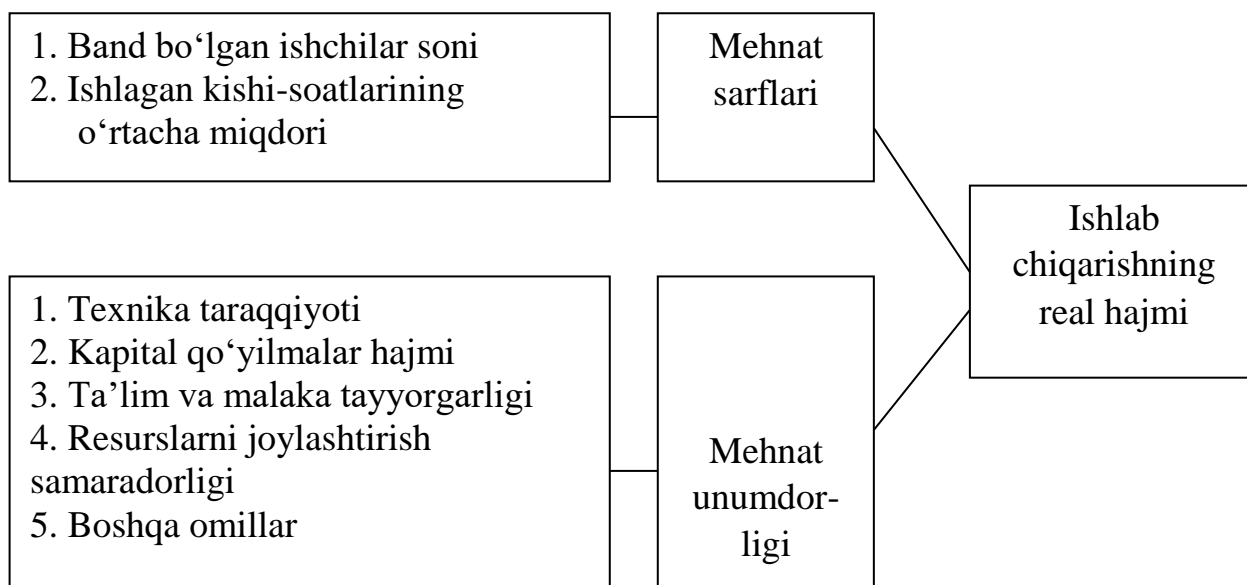 1. Band bo‘lgan ishchilar soni
2. Ishlagan kishi-soatlarining
o‘rtacha miqdori
Mehnat
sarflari
1. Texnika taraqqiyoti
2. Kapital qo‘yilmalar hajmi
3. Ta’lim va malaka tayyorgarligi
4. Resurslarni joylashtirish
samaradorligi
5. Boshqa omillar
Mehnat
unumdor-
ligi
Ishlab
chiqarishning
real hajmi